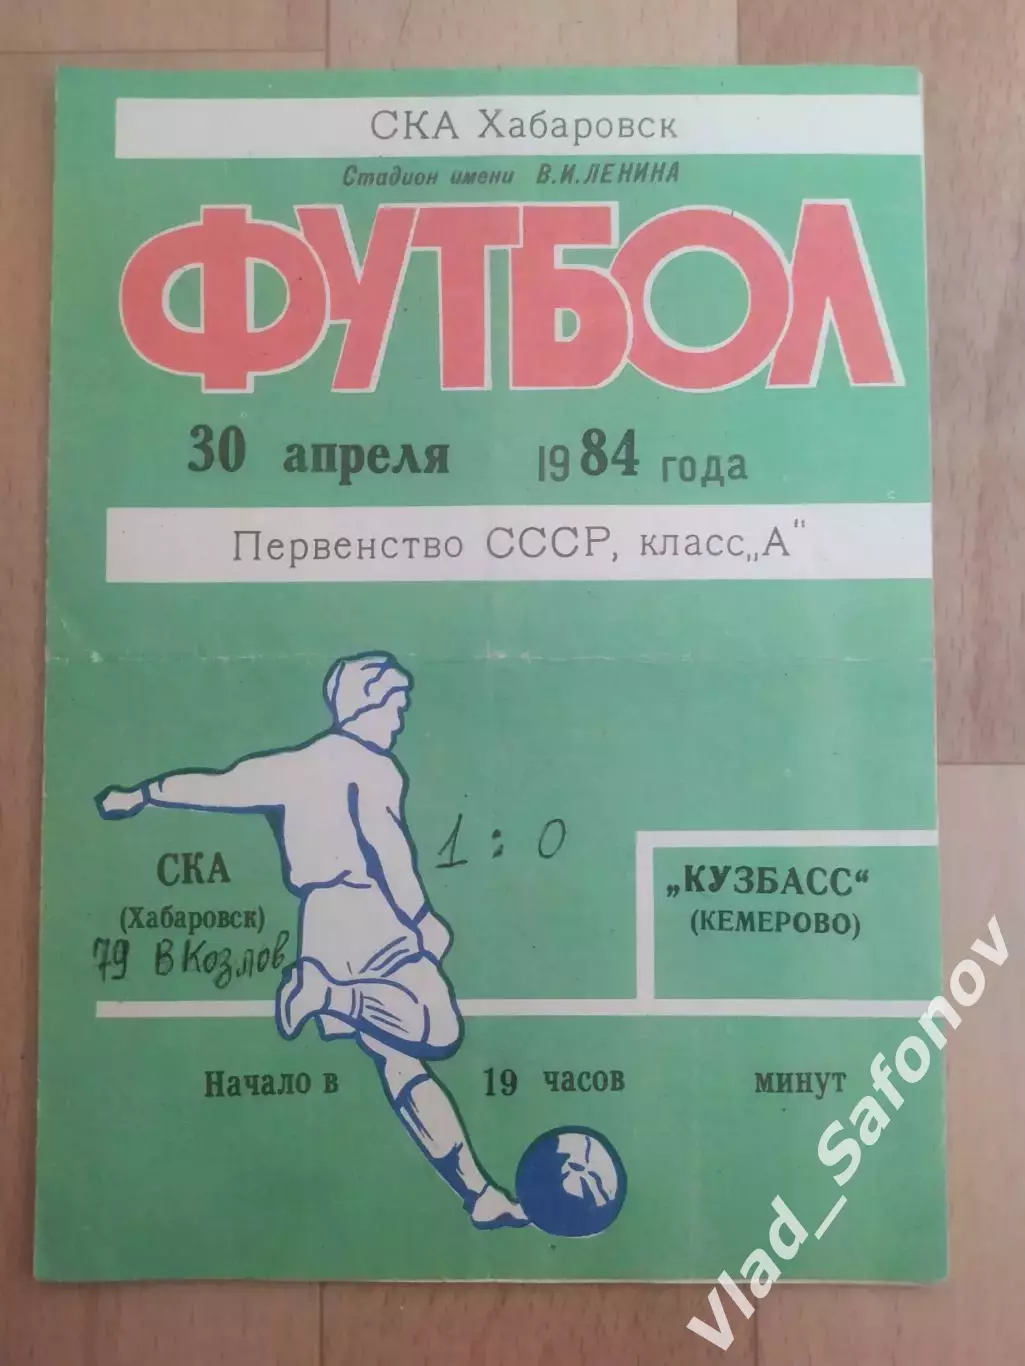 СКА Хабаровск
Стадион имени В.И.ЛЕНИНА
ФУТБОЛ
30 апреля 1984 года
Первенство СССР, класс„А"
1 : 0
СКА
(Хабаровск)
79 В Козлов
„КУЗБАСС“
(КЕМЕРОВО)
Начало в 19 часов минут
Vlad_Safonov